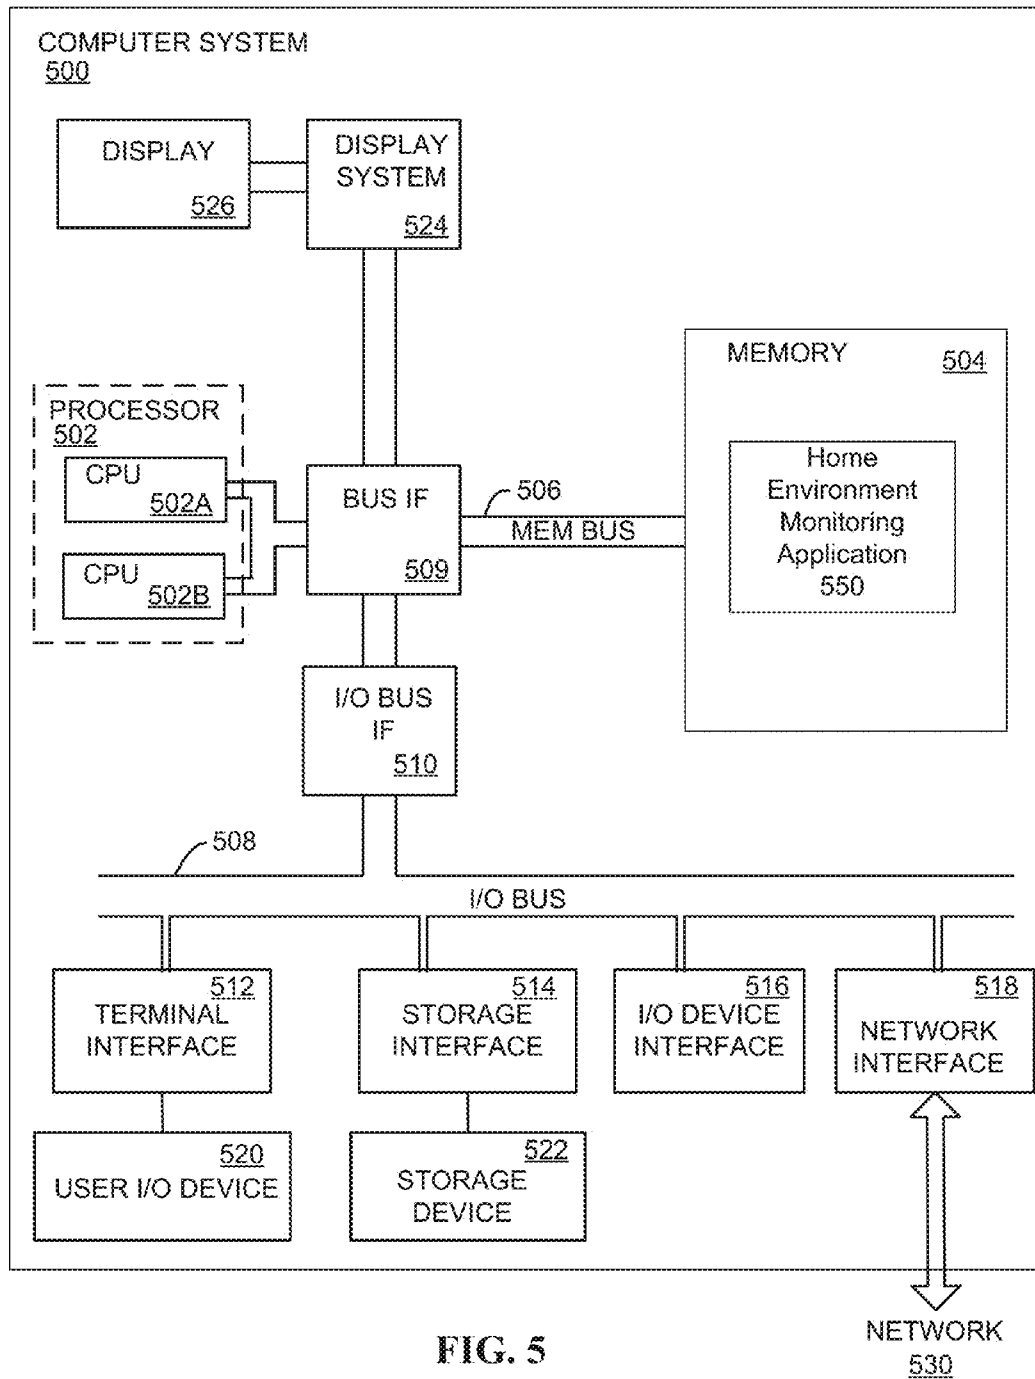 COMPUTER SYSTEM
500
DISPLAY
526
DISPLAY
SYSTEM
524
MEMORY
504
PROCESSOR
502
CPU
502A
CPU
502B
BUS IF
509
506
MEM BUS
Home
Environment
Monitoring
Application
550
I/O BUS
IF
510
508
I/O BUS
512
TERMINAL
INTERFACE
514
STORAGE
INTERFACE
516
I/O DEVICE
INTERFACE
518
NETWORK
INTERFACE
520
USER I/O DEVICE
522
STORAGE
DEVICE
NETWORK
530
FIG. 5